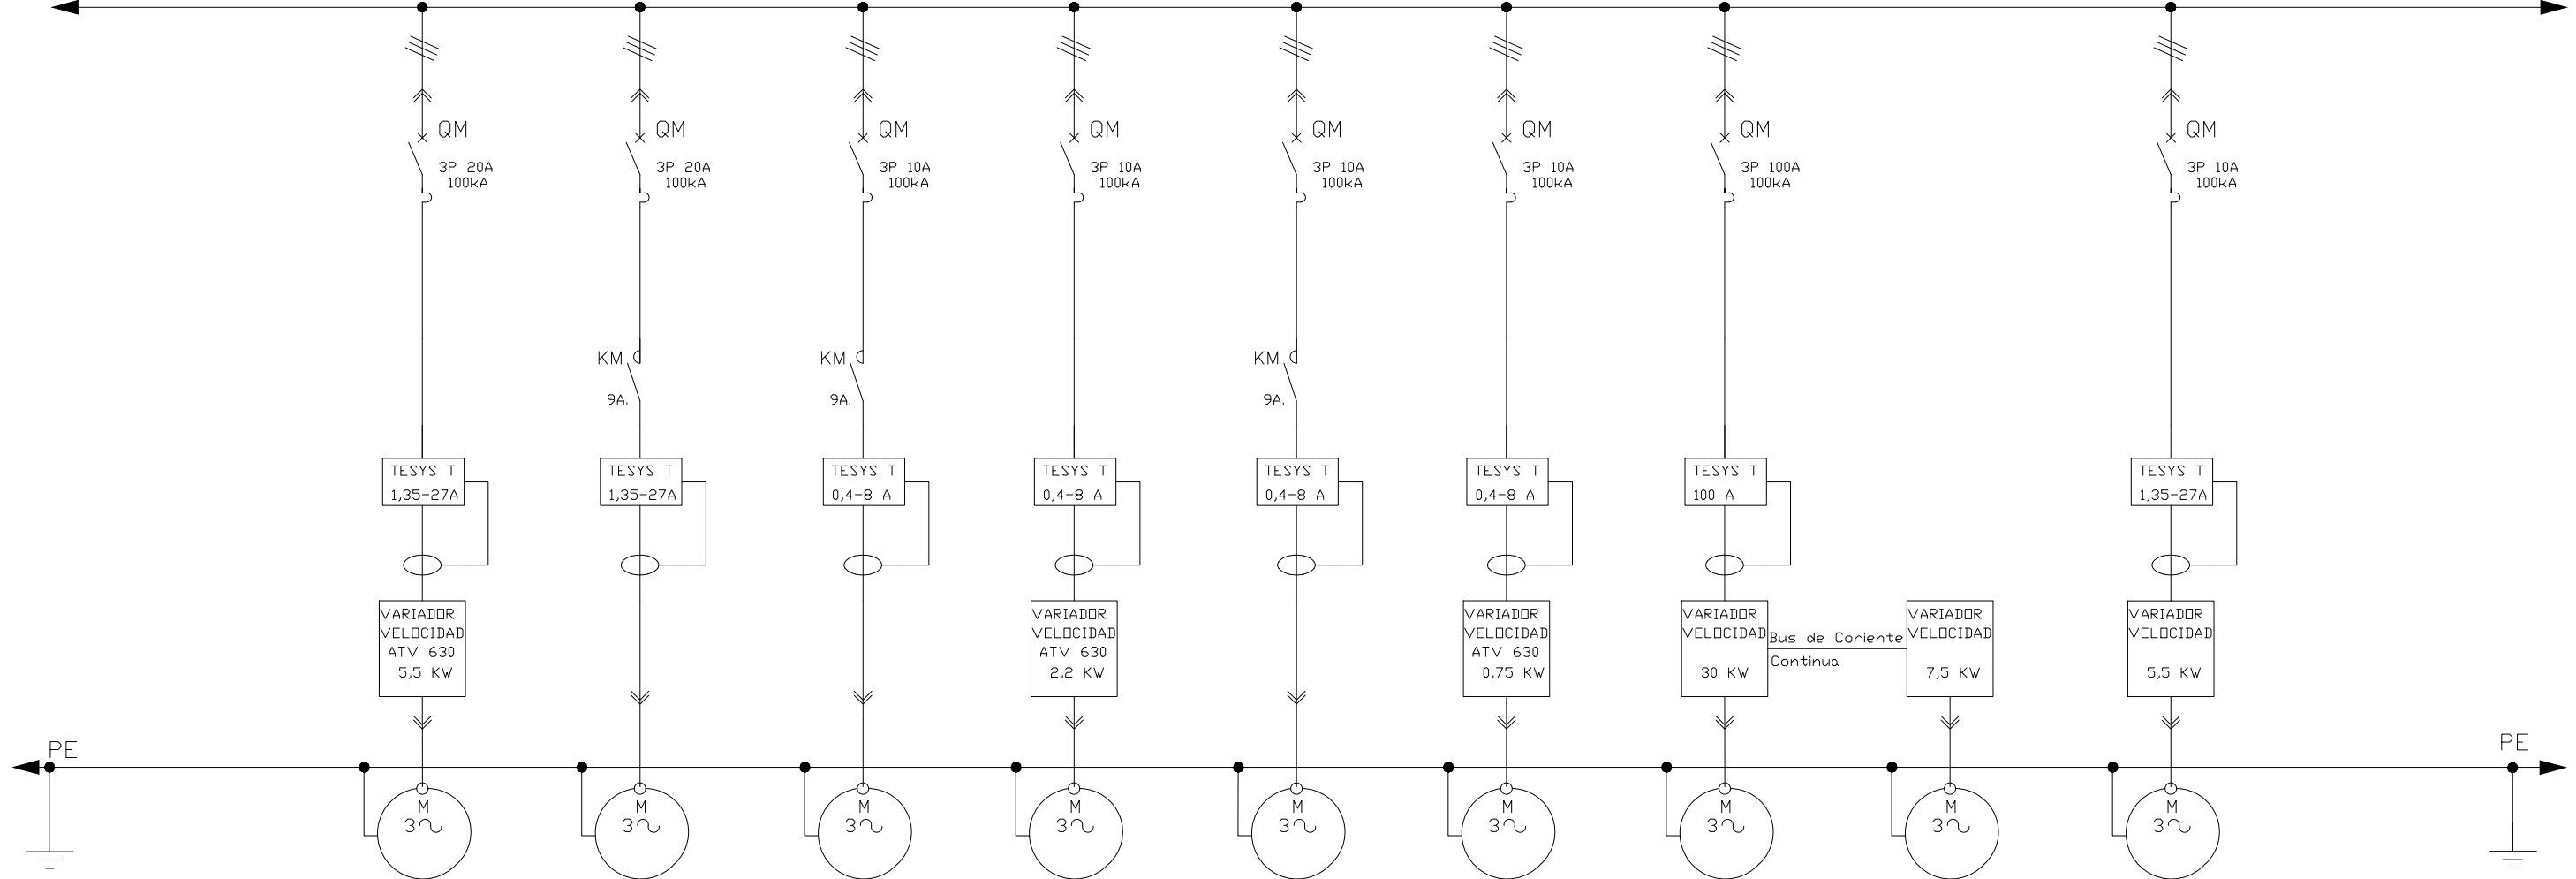 QM
3P 20A
100kA
QM
3P 20A
100kA
QM
3P 10A
100kA
QM
3P 10A
100kA
QM
3P 10A
100kA
QM
3P 10A
100kA
QM
3P 100A
100kA
QM
3P 10A
100kA
KM
9A.
KM
9A.
KM
9A.
TESYS T
1,35-27A
TESYS T
1,35-27A
TESYS T
0,4-8 A
TESYS T
0,4-8 A
TESYS T
0,4-8 A
TESYS T
0,4-8 A
TESYS T
100 A
TESYS T
1,35-27A
VARIADOR
VELOCIDAD
ATV 630
5,5 KW
VARIADOR
VELOCIDAD
ATV 630
2,2 KW
VARIADOR
VELOCIDAD
ATV 630
0,75 KW
VARIADOR
VELOCIDAD
30 KW
Bus de Coriente
Continua
VARIADOR
VELOCIDAD
7,5 KW
VARIADOR
VELOCIDAD
5,5 KW
PE
PE
M
3~
M
3~
M
3~
M
3~
M
3~
M
3~
M
3~
M
3~
M
3~